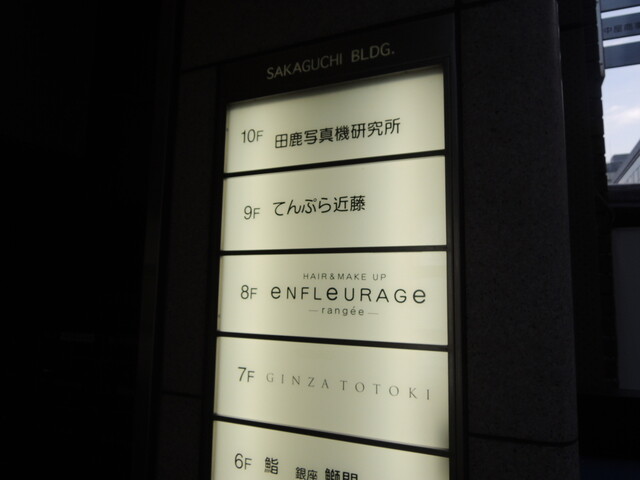 SAKAGUCHI BLDG.
10F 田鹿写真機研究所
9F てんぷら近藤
HAIR & MAKE UP
8F ENFLEURAGE
rangée
7F GINZA TOTOKI
6F 鮨 銀座